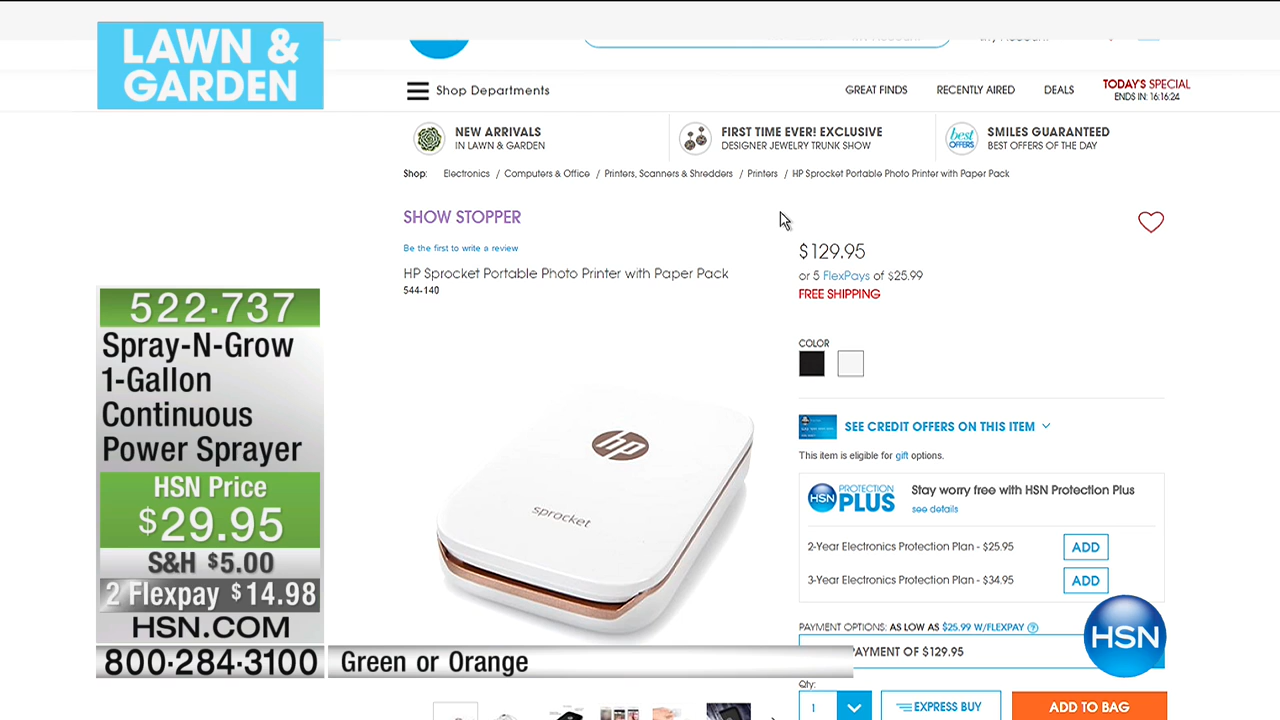 LAWN &
GARDEN
Shop Departments
GREAT FINDS
RECENTLY AIRED
DEALS
TODAY'S SPECIAL
ENDS IN: 16:16:24
NEW ARRIVALS
IN LAWN & GARDEN
FIRST TIME EVER! EXCLUSIVE
DESIGNER JEWELRY TRUNK SHOW
best
OFFERS
SMILES GUARANTEED
BEST OFFERS OF THE DAY
Shop: Electronics / Computers & Office / Printers, Scanners & Shredders / Printers / HP Sprocket Portable Photo Printer with Paper Pack
SHOW STOPPER
Be the first to write a review
HP Sprocket Portable Photo Printer with Paper Pack
544-140
$129.95
or 5 FlexPays of $25.99
FREE SHIPPING
COLOR
SEE CREDIT OFFERS ON THIS ITEM
This item is eligible for gift options.
HSN PROTECTION
PLUS
Stay worry free with HSN Protection Plus
see details
2-Year Electronics Protection Plan - $25.95
ADD
3-Year Electronics Protection Plan - $34.95
ADD
PAYMENT OPTIONS: AS LOW AS $25.99 W/FLEXPAY ?
PAYMENT OF $129.95
Qty:
1
EXPRESS BUY
ADD TO BAG
hp
sprocket
522-737
Spray-N-Grow
1-Gallon
Continuous
Power Sprayer
HSN Price
$29.95
S&H $5.00
2 Flexpay $14.98
HSN.COM
800-284-3100
Green or Orange
HSN